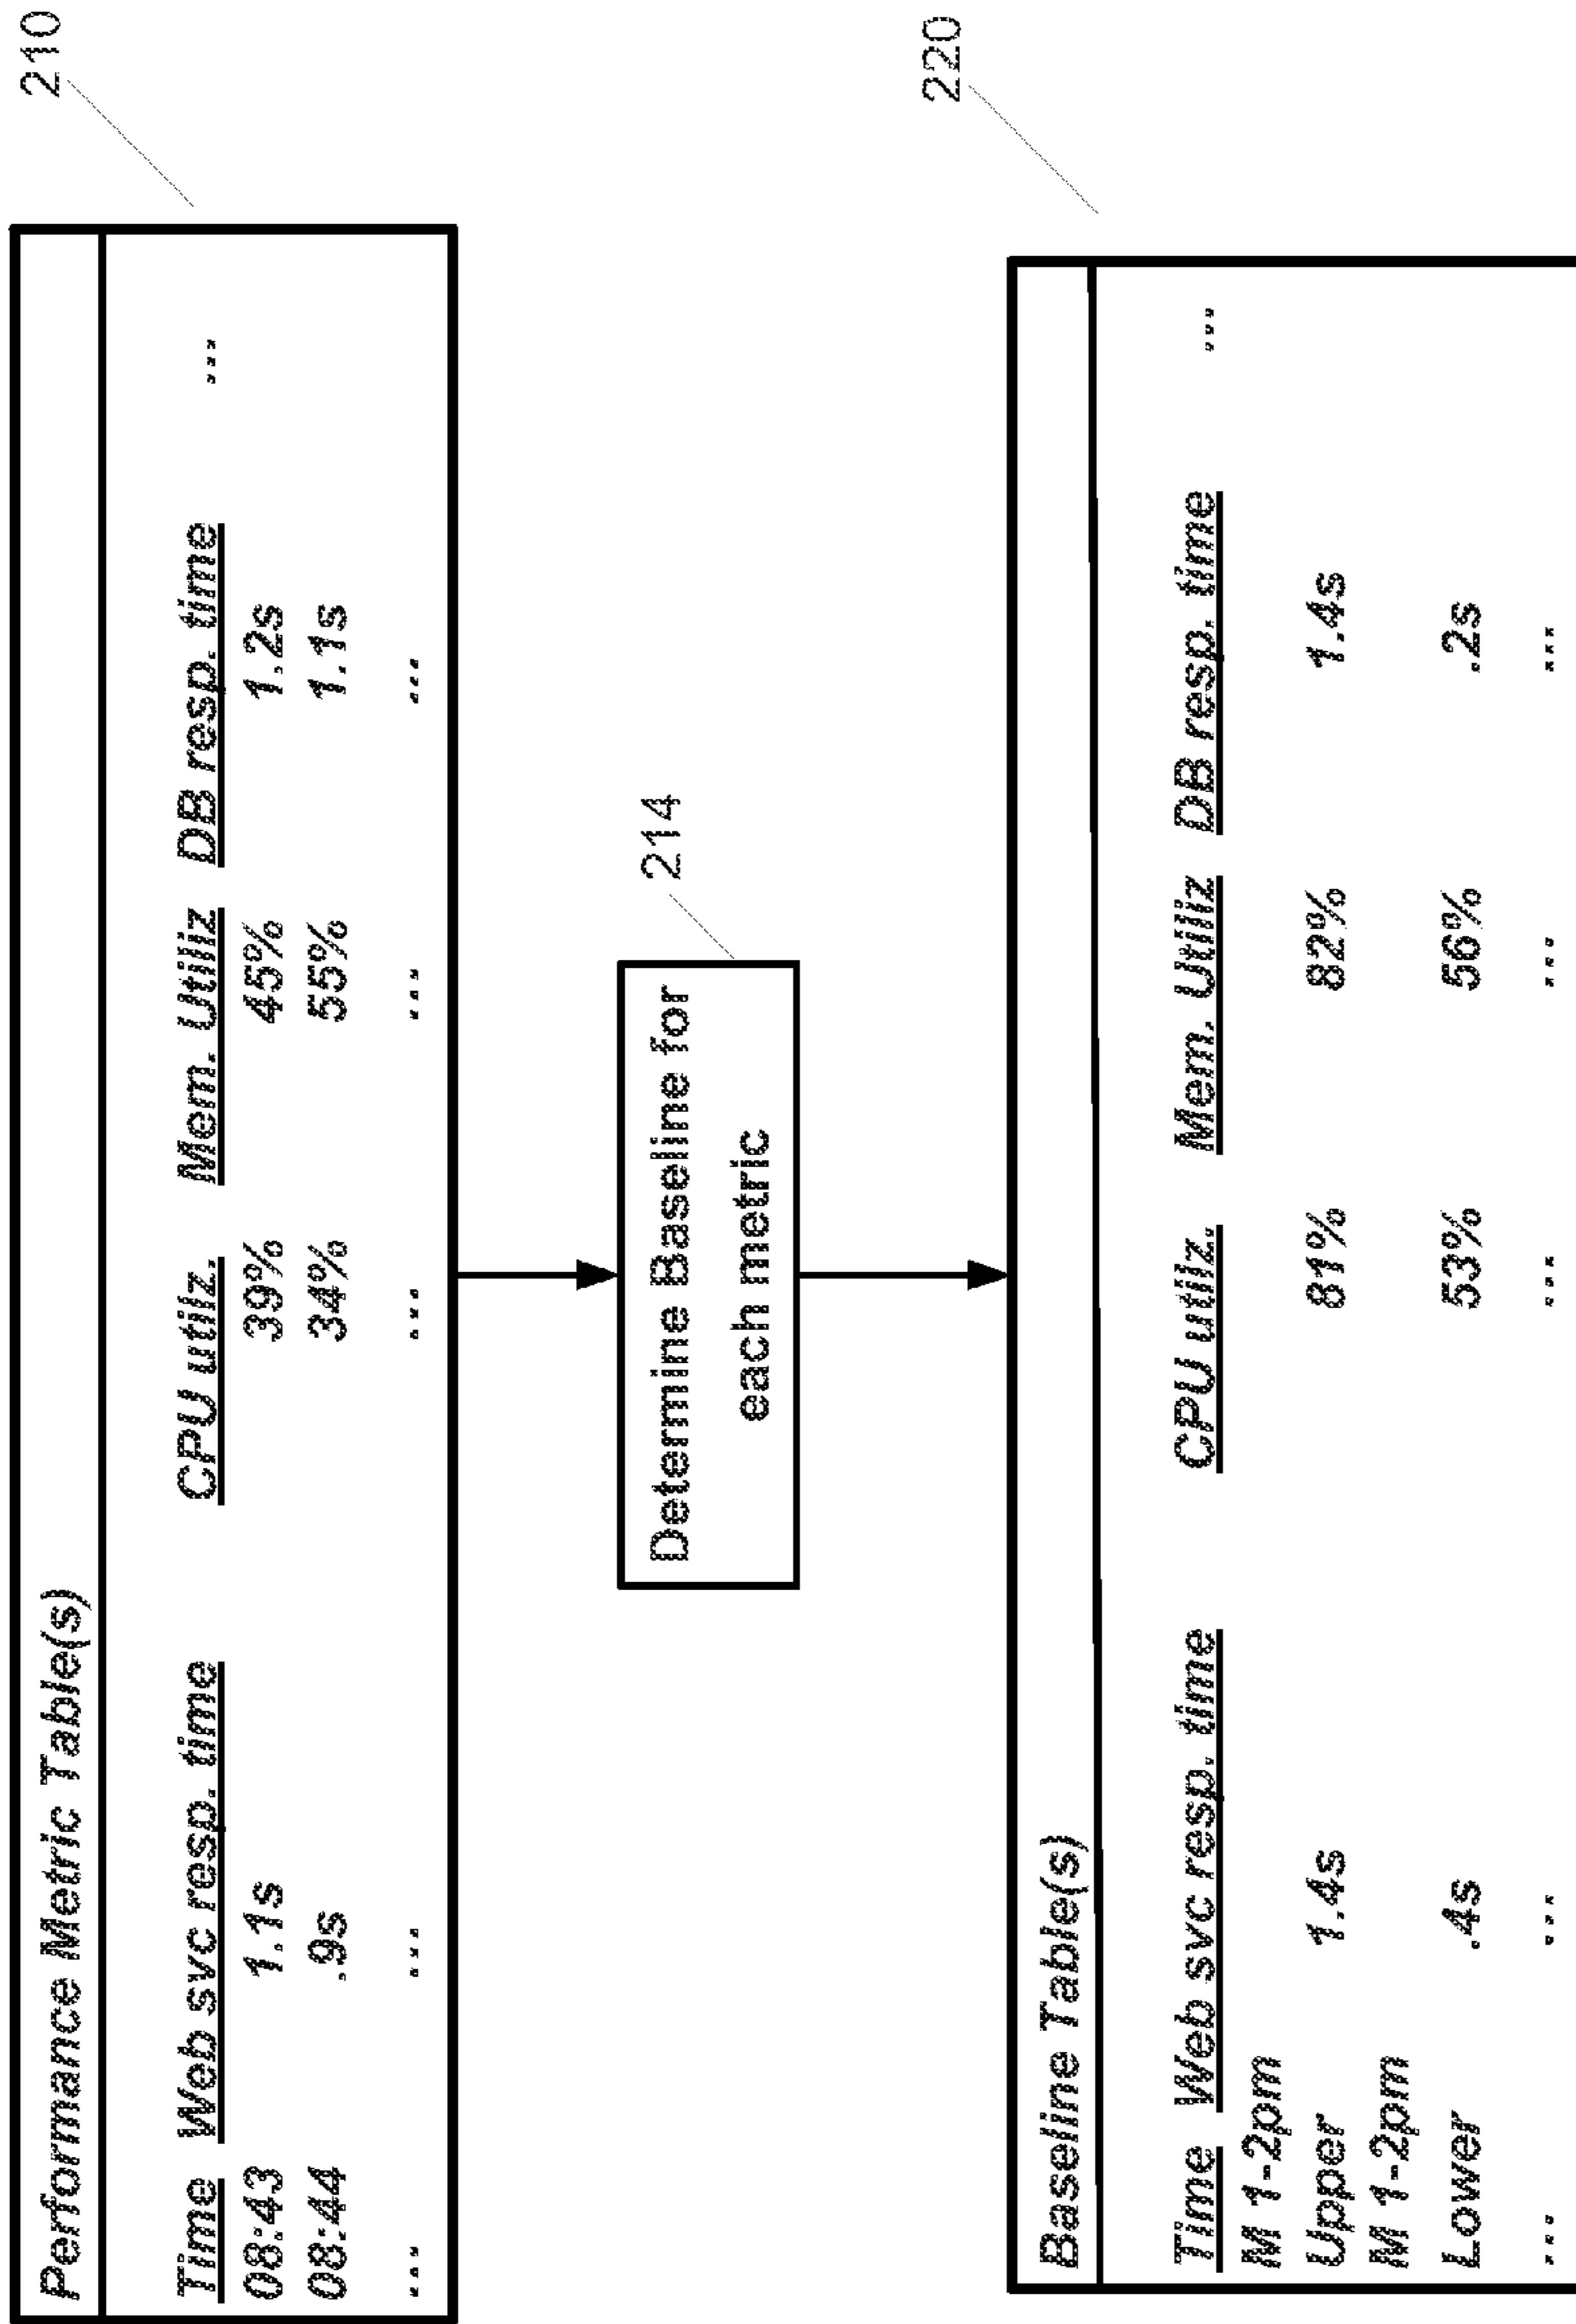 210
Performance Metric Table(s)
Time Web svc resp. time CPU utiliz. Mem. Utiliz DB resp. time ...
08:43 1.1s 39% 45% 1.2s
08:44 .9s 34% 55% 1.1s
... ... ... ... ...
Determine Baseline for
each metric
214
220
Baseline Table(s)
Time Web svc resp. time CPU utiliz. Mem. Utiliz DB resp. time ...
M 1-2pm
Upper 1.4s 81% 82% 1.4s
M 1-2pm
Lower .4s 53% 56% .2s
... ... ... ... ...